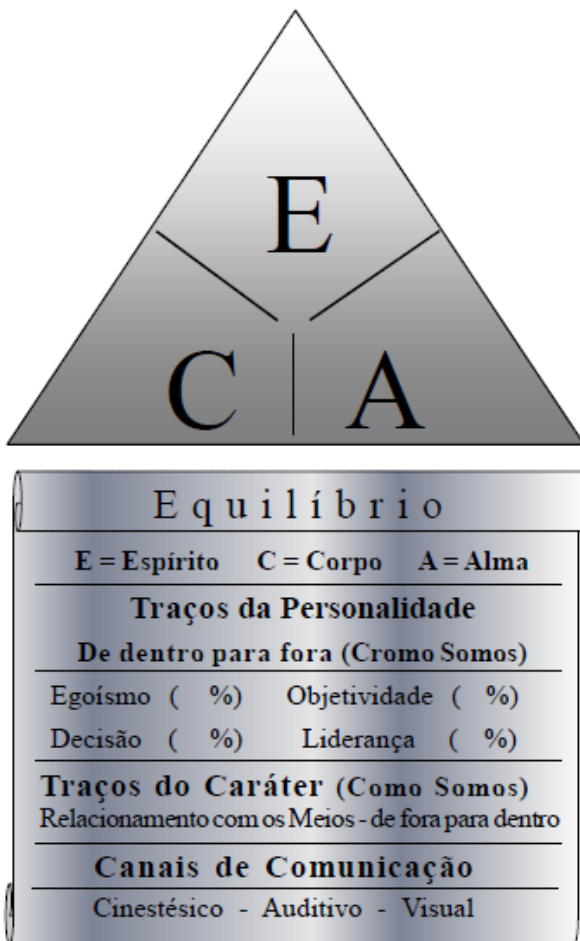 E
C A
Equilíbrio
E = Espírito C = Corpo A = Alma
Traços da Personalidade
De dentro para fora (Cromo Somos)
Egoísmo ( %) Objetividade ( %)
Decisão ( %) Liderança ( %)
Traços do Caráter (Como Somos)
Relacionamento com os Meios - de fora para dentro
Canais de Comunicação
Cinestésico - Auditivo - Visual